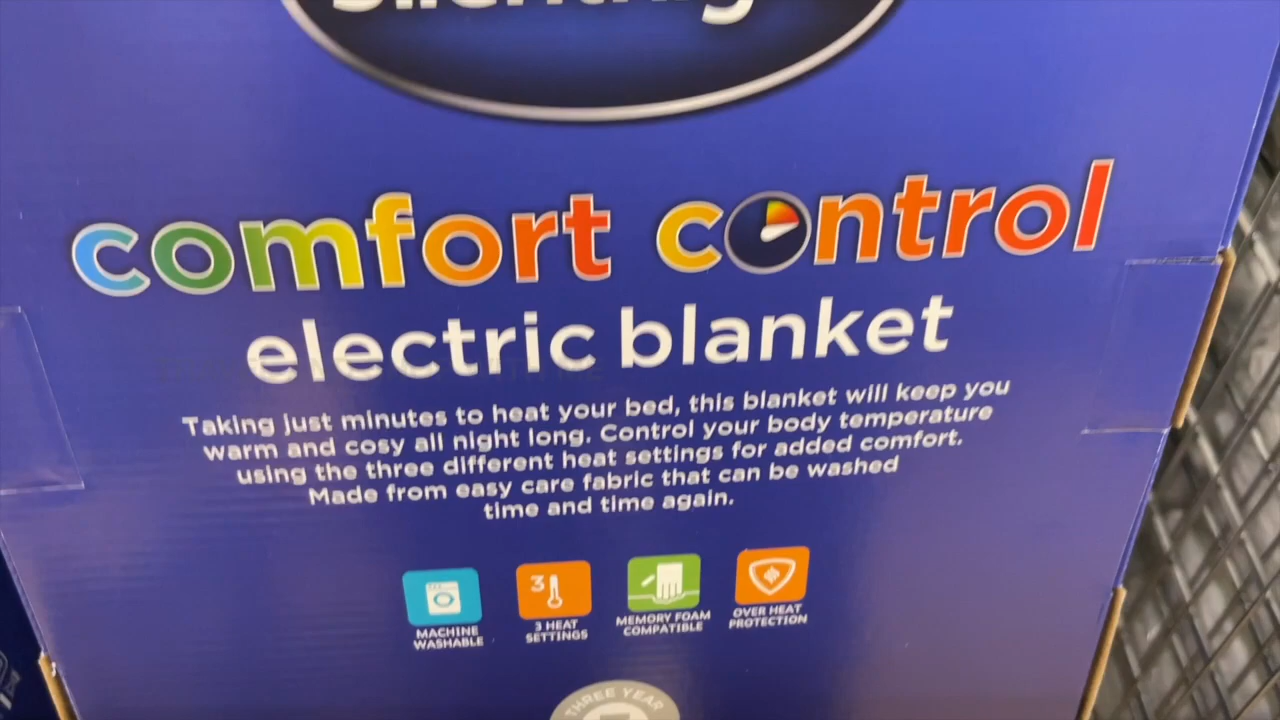 comfort control
electric blanket
Taking just minutes to heat your bed, this blanket will keep you
warm and cosy all night long. Control your body temperature
using the three different heat settings for added comfort.
Made from easy care fabric that can be washed
time and time again.
3
MACHINE
WASHABLE
3 HEAT
SETTINGS
MEMORY FOAM
COMPATIBLE
OVER HEAT
PROTECTION
THREE YEAR